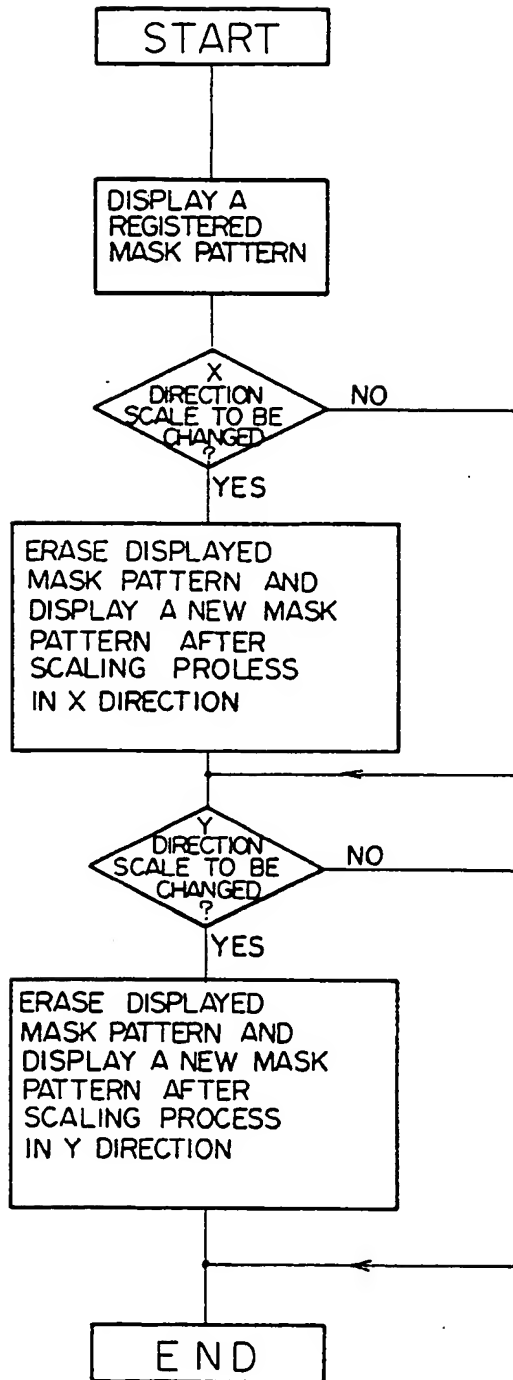 START
DISPLAY A
REGISTERED
MASK PATTERN
X
DIRECTION
SCALE TO BE
CHANGED
?
NO
YES
ERASE DISPLAYED
MASK PATTERN AND
DISPLAY A NEW MASK
PATTERN AFTER
SCALING PROLESS
IN X DIRECTION
Y
DIRECTION
SCALE TO BE
CHANGED
?
NO
YES
ERASE DISPLAYED
MASK PATTERN AND
DISPLAY A NEW MASK
PATTERN AFTER
SCALING PROCESS
IN Y DIRECTION
END